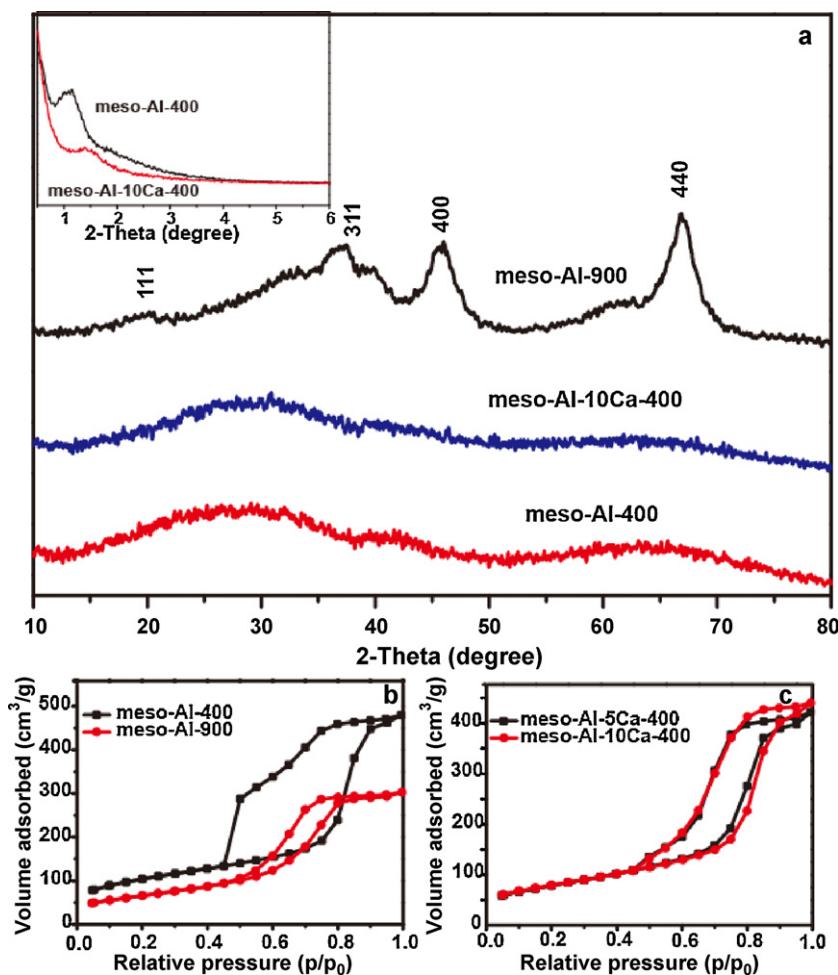 a
meso-Al-400
meso-Al-10Ca-400
1 2 3 4 5 6
2-Theta (degree)
111
311
400
440
meso-Al-900
meso-Al-10Ca-400
meso-Al-400
10 20 30 40 50 60 70 80
2-Theta (degree)
b
meso-Al-400
meso-Al-900
Volume adsorbed (cm³/g)
500
400
300
200
100
0
0.0 0.2 0.4 0.6 0.8 1.0
Relative pressure (p/p₀)
c
meso-Al-5Ca-400
meso-Al-10Ca-400
Volume adsorbed (cm³/g)
400
300
200
100
0
0.0 0.2 0.4 0.6 0.8 1.0
Relative pressure (p/p₀)